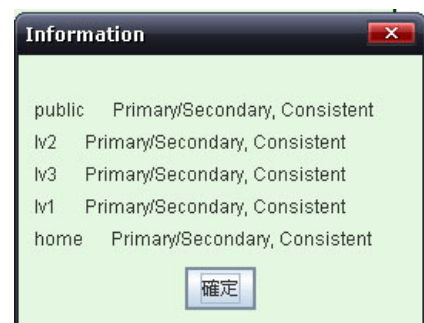 Information
public Primary/Secondary, Consistent
lv2 Primary/Secondary, Consistent
lv3 Primary/Secondary, Consistent
lv1 Primary/Secondary, Consistent
home Primary/Secondary, Consistent
確定